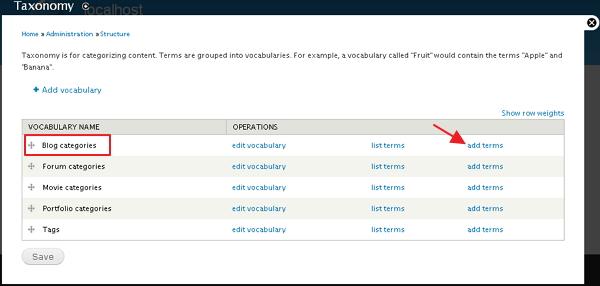 Taxonomy
localhost
Home » Administration » Structure
Taxonomy is for categorizing content. Terms are grouped into vocabularies. For example, a vocabulary called "Fruit" would contain the terms "Apple" and
"Banana".
+ Add vocabulary
Show row weights
VOCABULARY NAME OPERATIONS
Blog categories edit vocabulary list terms add terms
Forum categories edit vocabulary list terms add terms
Movie categories edit vocabulary list terms add terms
Portfolio categories edit vocabulary list terms add terms
Tags edit vocabulary list terms add terms
Save